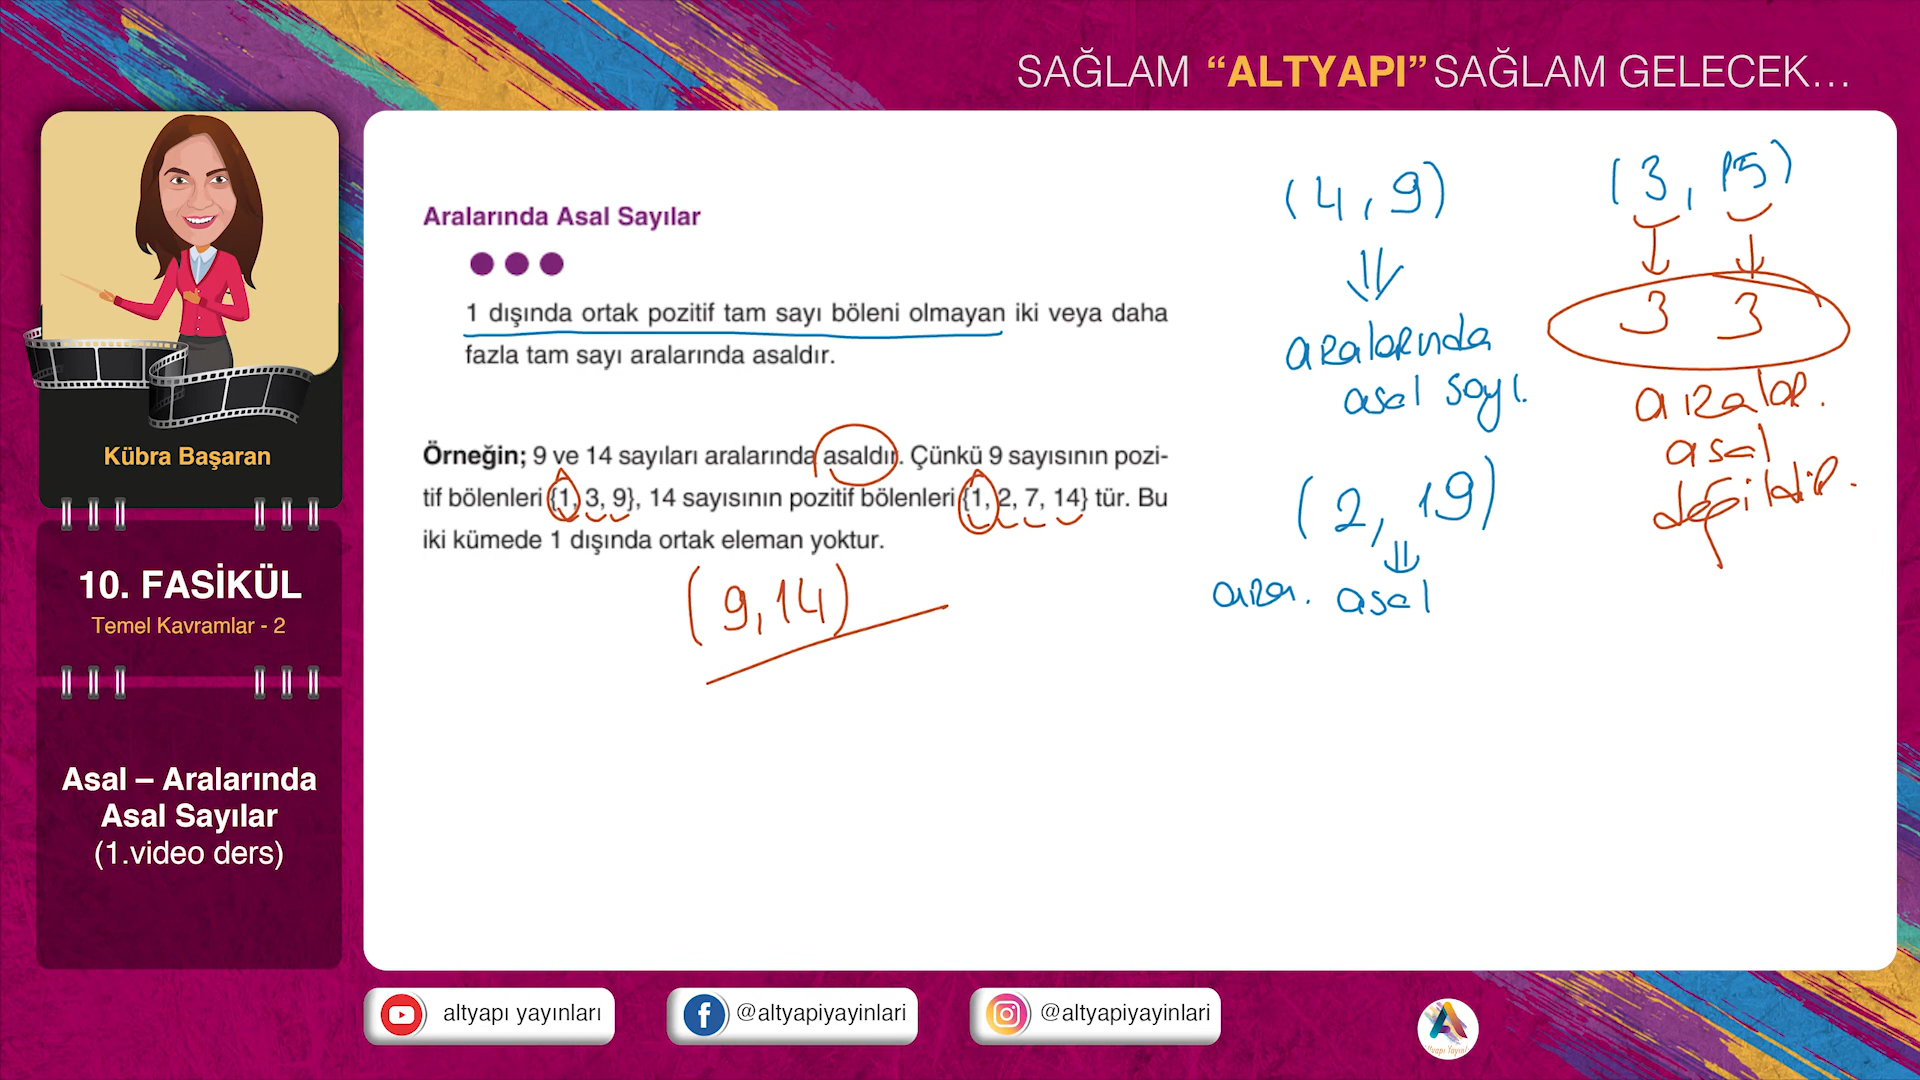 SAĞLAM “ALTYAPI” SAĞLAM GELECEK...
Kübra Başaran
10. FASİKÜL
Temel Kavramlar - 2
Asal – Aralarında
Asal Sayılar
(1.video ders)
Aralarında Asal Sayılar
1 dışında ortak pozitif tam sayı böleni olmayan iki veya daha
fazla tam sayı aralarında asaldır.
Örneğin; 9 ve 14 sayıları aralarında asaldır. Çünkü 9 sayısının pozi-
tif bölenleri {1, 3, 9}, 14 sayısının pozitif bölenleri {1, 2, 7, 14} tür. Bu
iki kümede 1 dışında ortak eleman yoktur.
(9,14)
(4,9)
aralarında
asal sayı.
(2,19)
ara. asal
(3,15)
3 3
aralar.
asal
değildir.
altyapı yayınları
@altyapiyayinlari
@altyapiyayinlari